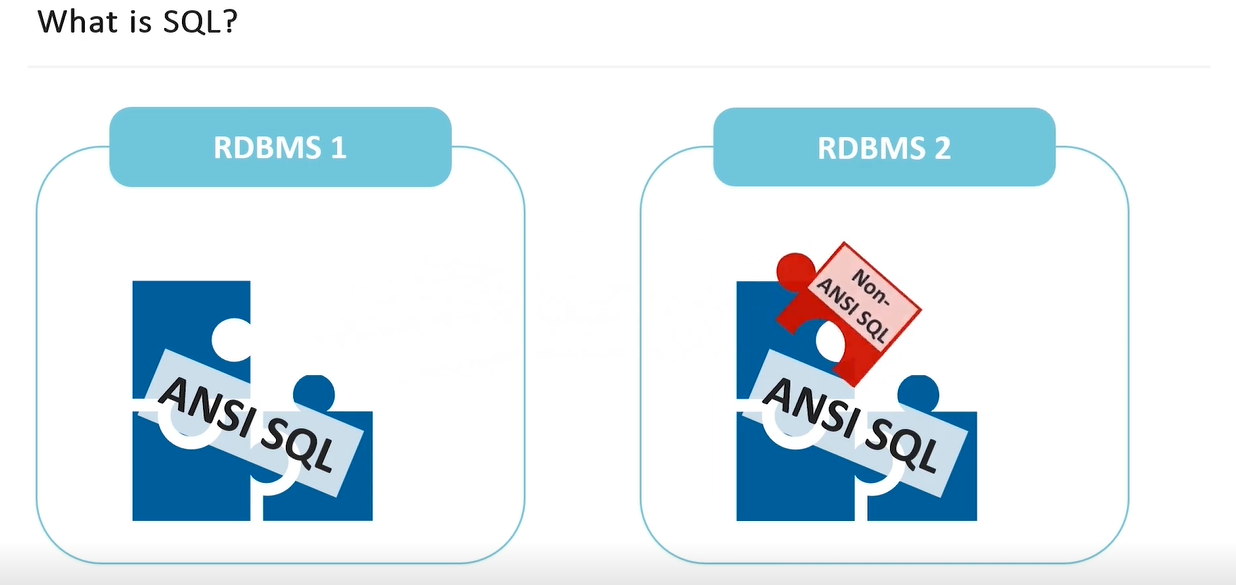 What is SQL?
RDBMS 1
RDBMS 2
ANSI SQL
Non-
ANSI SQL
ANSI SQL